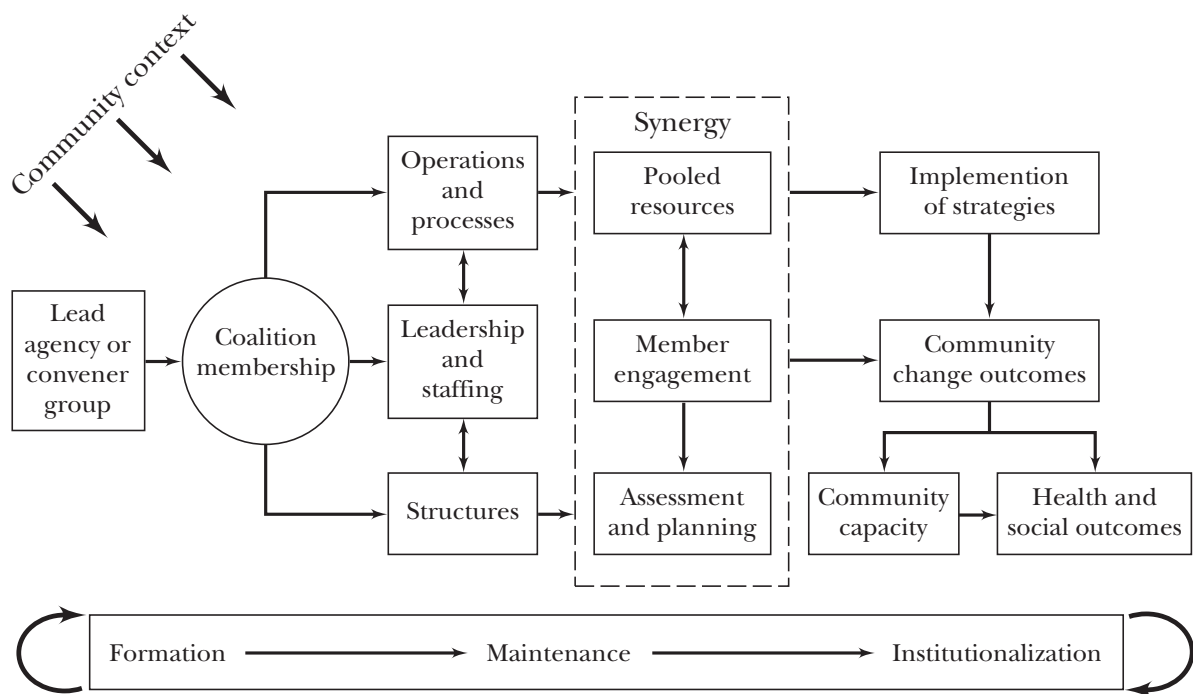 Community context
Lead
agency or
convener
group
Coalition
membership
Operations
and
processes
Leadership
and
staffing
Structures
Synergy
Pooled
resources
Member
engagement
Assessment
and planning
Implemention
of strategies
Community
change outcomes
Community
capacity
Health and
social outcomes
Formation
Maintenance
Institutionalization